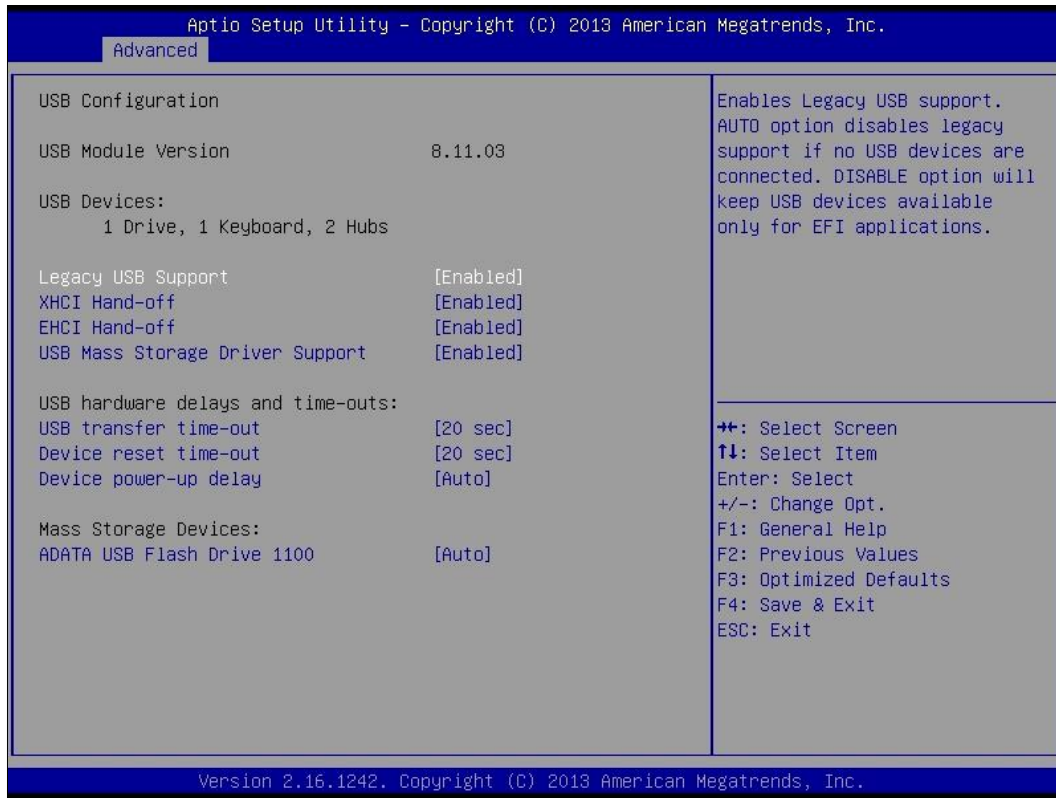 Aptio Setup Utility – Copyright (C) 2013 American Megatrends, Inc.
Advanced
USB Configuration
USB Module Version 8.11.03
USB Devices:
1 Drive, 1 Keyboard, 2 Hubs
Legacy USB Support [Enabled]
XHCI Hand-off [Enabled]
EHCI Hand-off [Enabled]
USB Mass Storage Driver Support [Enabled]
USB hardware delays and time-outs:
USB transfer time-out [20 sec]
Device reset time-out [20 sec]
Device power-up delay [Auto]
Mass Storage Devices:
ADATA USB Flash Drive 1100 [Auto]
Enables Legacy USB support.
AUTO option disables legacy
support if no USB devices are
connected. DISABLE option will
keep USB devices available
only for EFI applications.
→←: Select Screen
↑↓: Select Item
Enter: Select
+/-: Change Opt.
F1: General Help
F2: Previous Values
F3: Optimized Defaults
F4: Save & Exit
ESC: Exit
Version 2.16.1242. Copyright (C) 2013 American Megatrends, Inc.